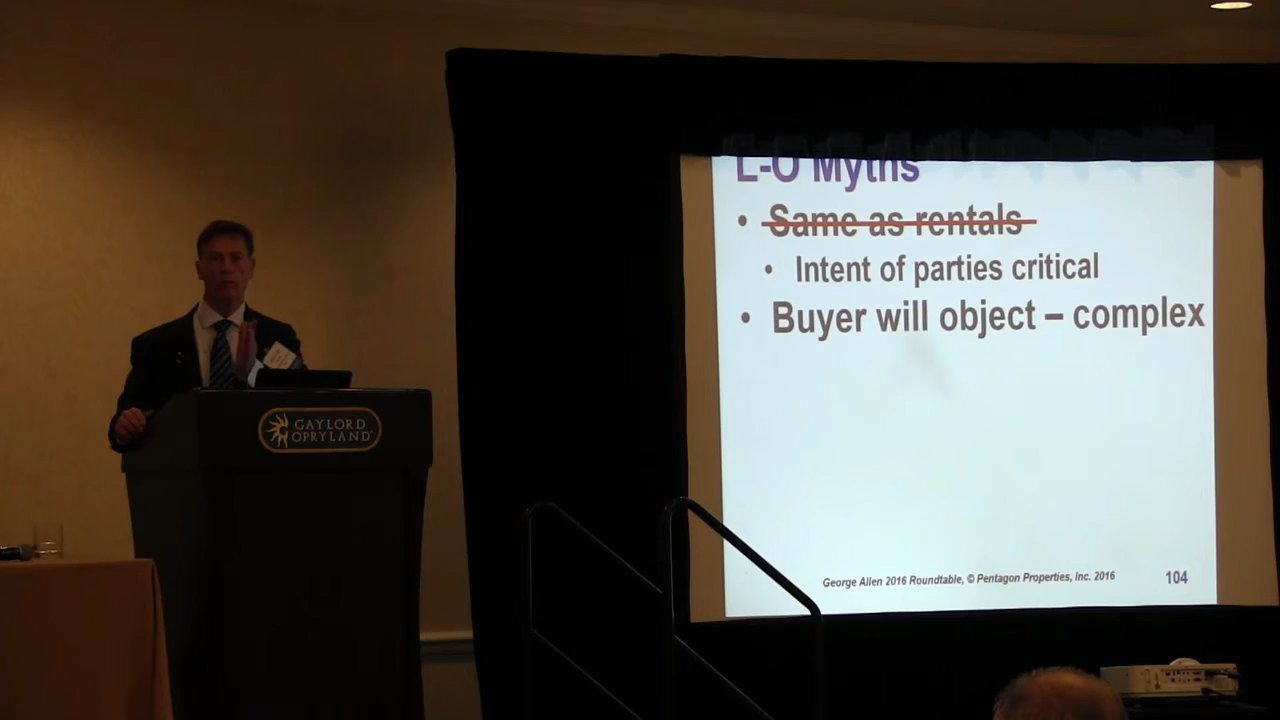 L-O Myths
• Same as rentals
• Intent of parties critical
• Buyer will object – complex
George Allen 2016 Roundtable, © Pentagon Properties, Inc. 2016
104
GAYLORD
OPRYLAND